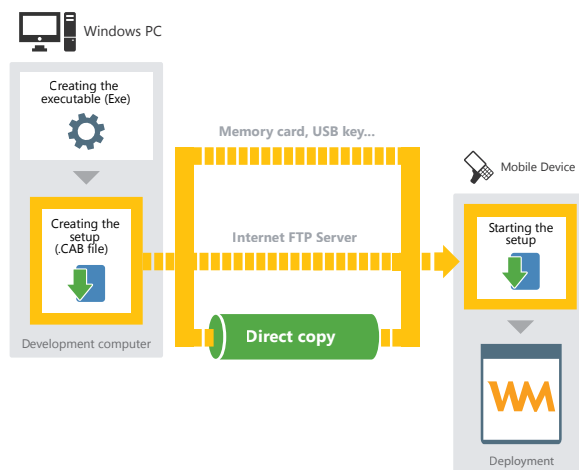 Windows PC
Creating the
executable (Exe)
Memory card, USB key...
Mobile Device
Creating the
setup
(.CAB file)
Internet FTP Server
Starting the
setup
Direct copy
Development computer
WM
Deployment